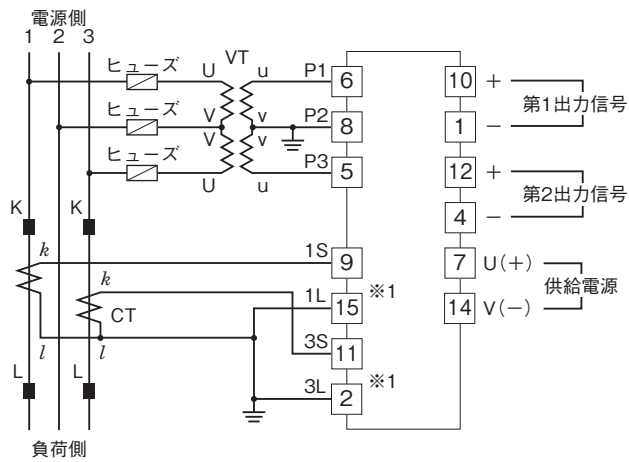 電源側
1 2 3
VT
ヒューズ U u P1 6 10 +
第1出力信号
ヒューズ V v P2 8 1 −
V v
ヒューズ U u P3 5 12 +
第2出力信号
4 −
K K
k 1S 9 7 U(+)
供給電源
k 1L 15 ※1 14 V(−)
CT
l l 3S 11
L L 3L 2 ※1
負荷側